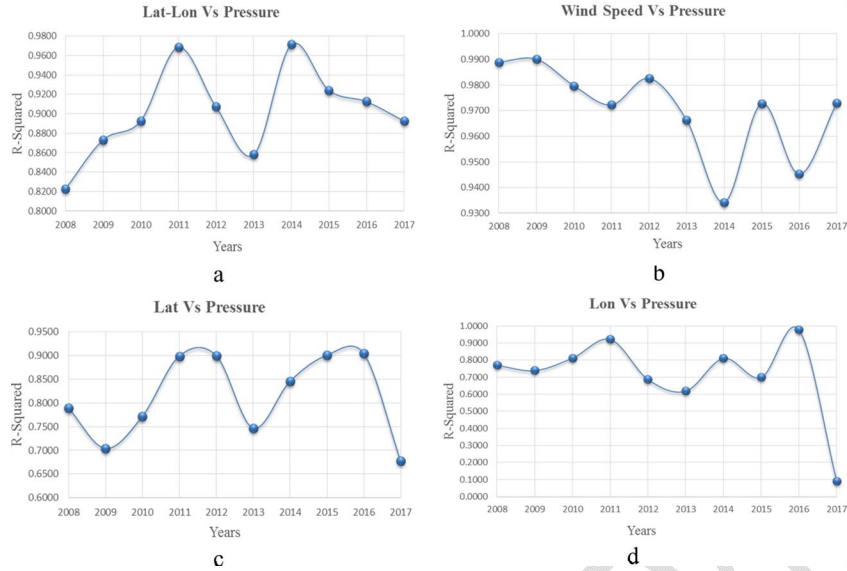 Lat-Lon Vs Pressure
R-Squared
0.9800
0.9600
0.9400
0.9200
0.9000
0.8800
0.8600
0.8400
0.8200
0.8000
2008 2009 2010 2011 2012 2013 2014 2015 2016 2017
Years
a
Wind Speed Vs Pressure
R-Squared
1.0000
0.9900
0.9800
0.9700
0.9600
0.9500
0.9400
0.9300
2008 2009 2010 2011 2012 2013 2014 2015 2016 2017
Years
b
Lat Vs Pressure
R-Squared
0.9500
0.9000
0.8500
0.8000
0.7500
0.7000
0.6500
0.6000
2008 2009 2010 2011 2012 2013 2014 2015 2016 2017
Years
c
Lon Vs Pressure
R-Squared
1.0000
0.9000
0.8000
0.7000
0.6000
0.5000
0.4000
0.3000
0.2000
0.1000
0.0000
2008 2009 2010 2011 2012 2013 2014 2015 2016 2017
Years
d